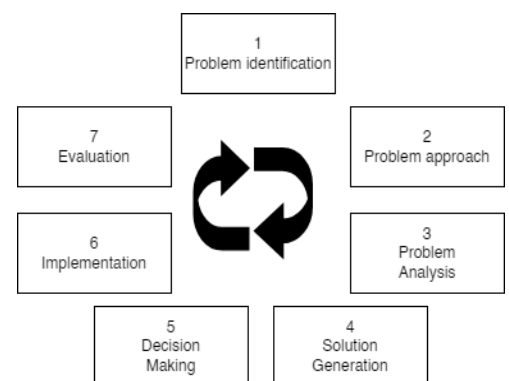 1
Problem identification
2
Problem approach
3
Problem
Analysis
4
Solution
Generation
5
Decision
Making
6
Implementation
7
Evaluation